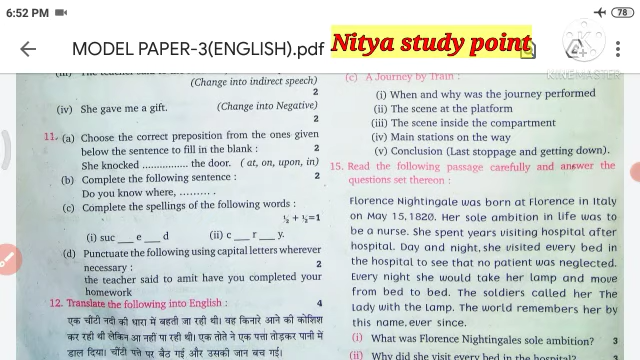 6:52 PM
78
MODEL PAPER-3(ENGLISH).pdf
Nitya study point
KINEMASTER
(iii) The teacher said to
(Change into indirect speech)
2
(iv) She gave me a gift. (Change into Negative)
2
11. (a) Choose the correct preposition from the ones given
below the sentence to fill in the blank : 2
She knocked ............... the door. ( at, on, upon, in)
(b) Complete the following sentence : 2
Do you know where, ......... .
(c) Complete the spellings of the following words :
½ + ½=1
(i) suc ___ e ___ d (ii) c ___ r ___ y.
(d) Punctuate the following using capital letters wherever
necessary : 2
the teacher said to amit have you completed your
homework
12. Translate the following into English : 4
एक चींटी नदी की धारा में बहती जा रही थी। वह किनारे आने की कोशिश
कर रही थी लेकिन आ नहीं पा रही थी। एक तोते ने एक पत्ता तोड़कर पानी में
डाल दिया। चींटी पत्ते पर बैठ गई और उसकी जान बच गई।
(c) A Journey by Train :
(i) When and why was the journey performed
(ii) The scene at the platform
(iii) The scene inside the compartment
(iv) Main stations on the way
(v) Conclusion (Last stoppage and getting down).
15. Read the following passage carefully and answer the
questions set thereon :
Florence Nightingale was born at Florence in Italy
on May 15,1820. Her sole ambition in life was to
be a nurse. She spent years visiting hospital after
hospital. Day and night, she visited every bed in
the hospital to see that no patient was neglected.
Every night she would take her lamp and move
from bed to bed. The soldiers called her The
Lady with the Lamp. The world remembers her by
this name, ever since.
(i) What was Florence Nightingales sole ambition? 3
(ii) Why did she visit every bed in the hospital? 3